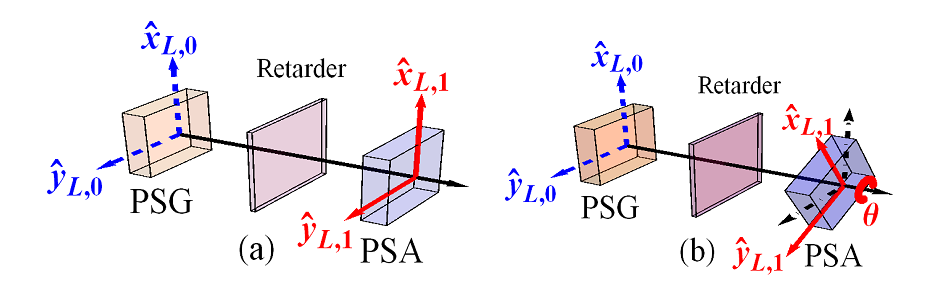 x̂L,0
Retarder
x̂L,1
ŷL,0
PSG
ŷL,1
PSA
(a)
x̂L,0
Retarder
x̂L,1
ŷL,0
PSG
θ
ŷL,1
PSA
(b)